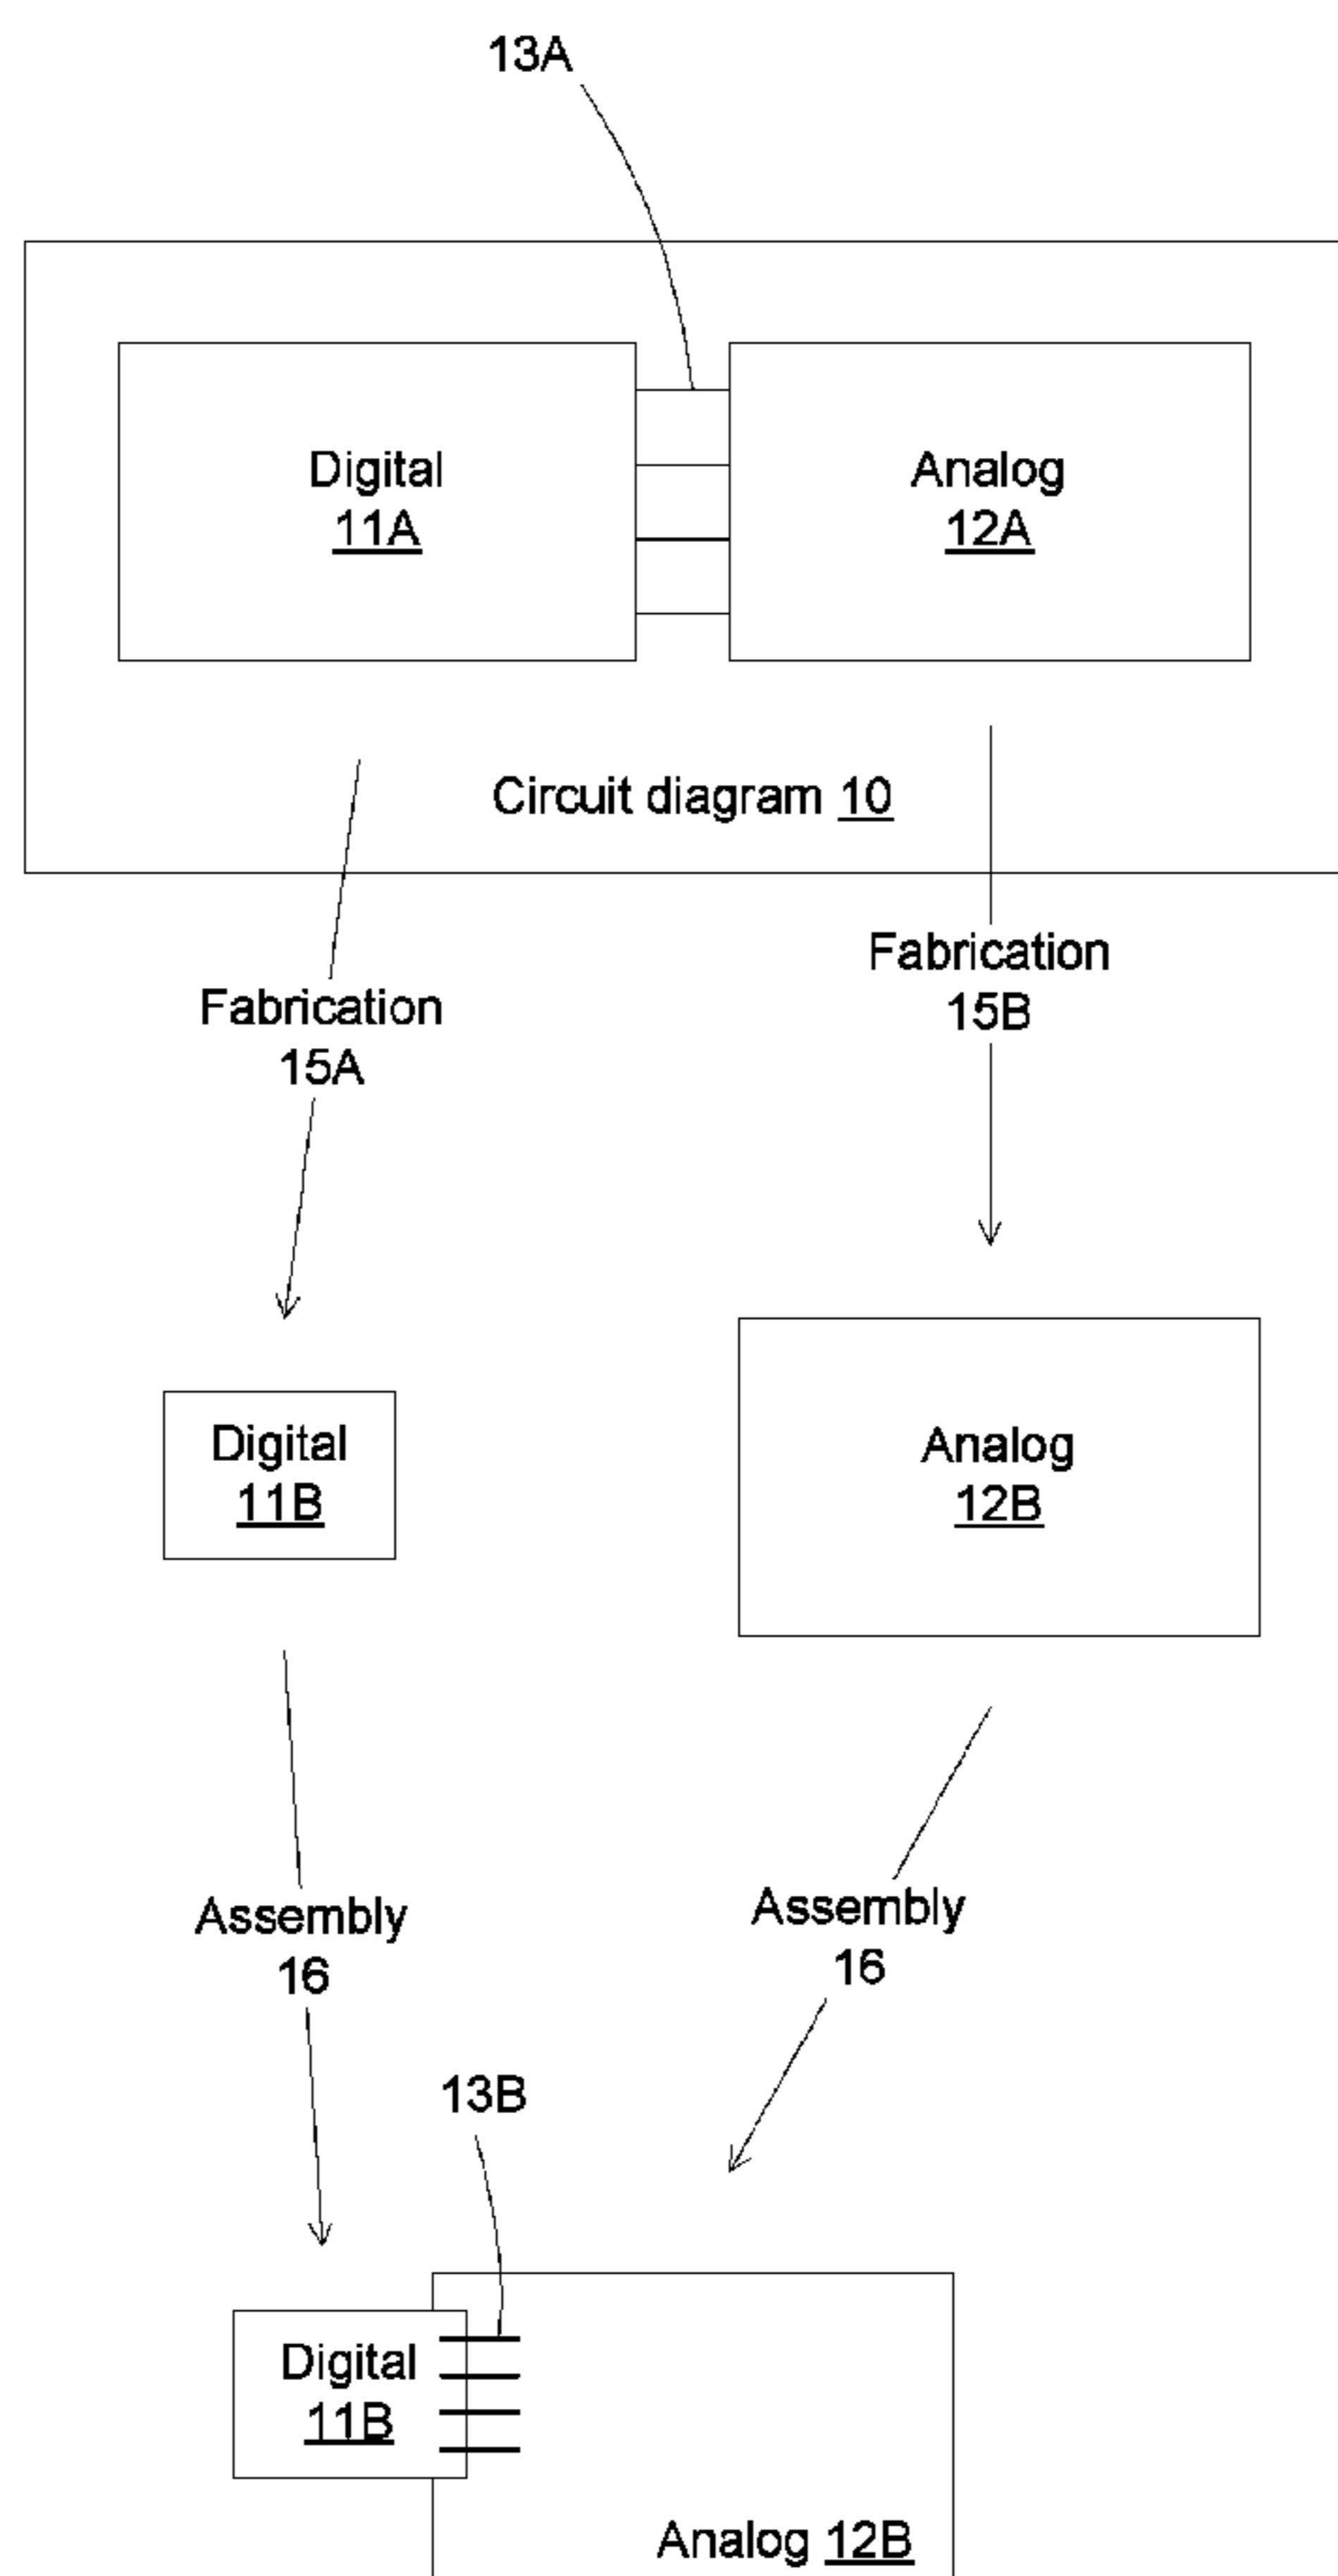 13A
Digital
11A
Analog
12A
Circuit diagram 10
Fabrication
15A
Fabrication
15B
Digital
11B
Analog
12B
Assembly
16
Assembly
16
13B
Digital
11B
Analog 12B